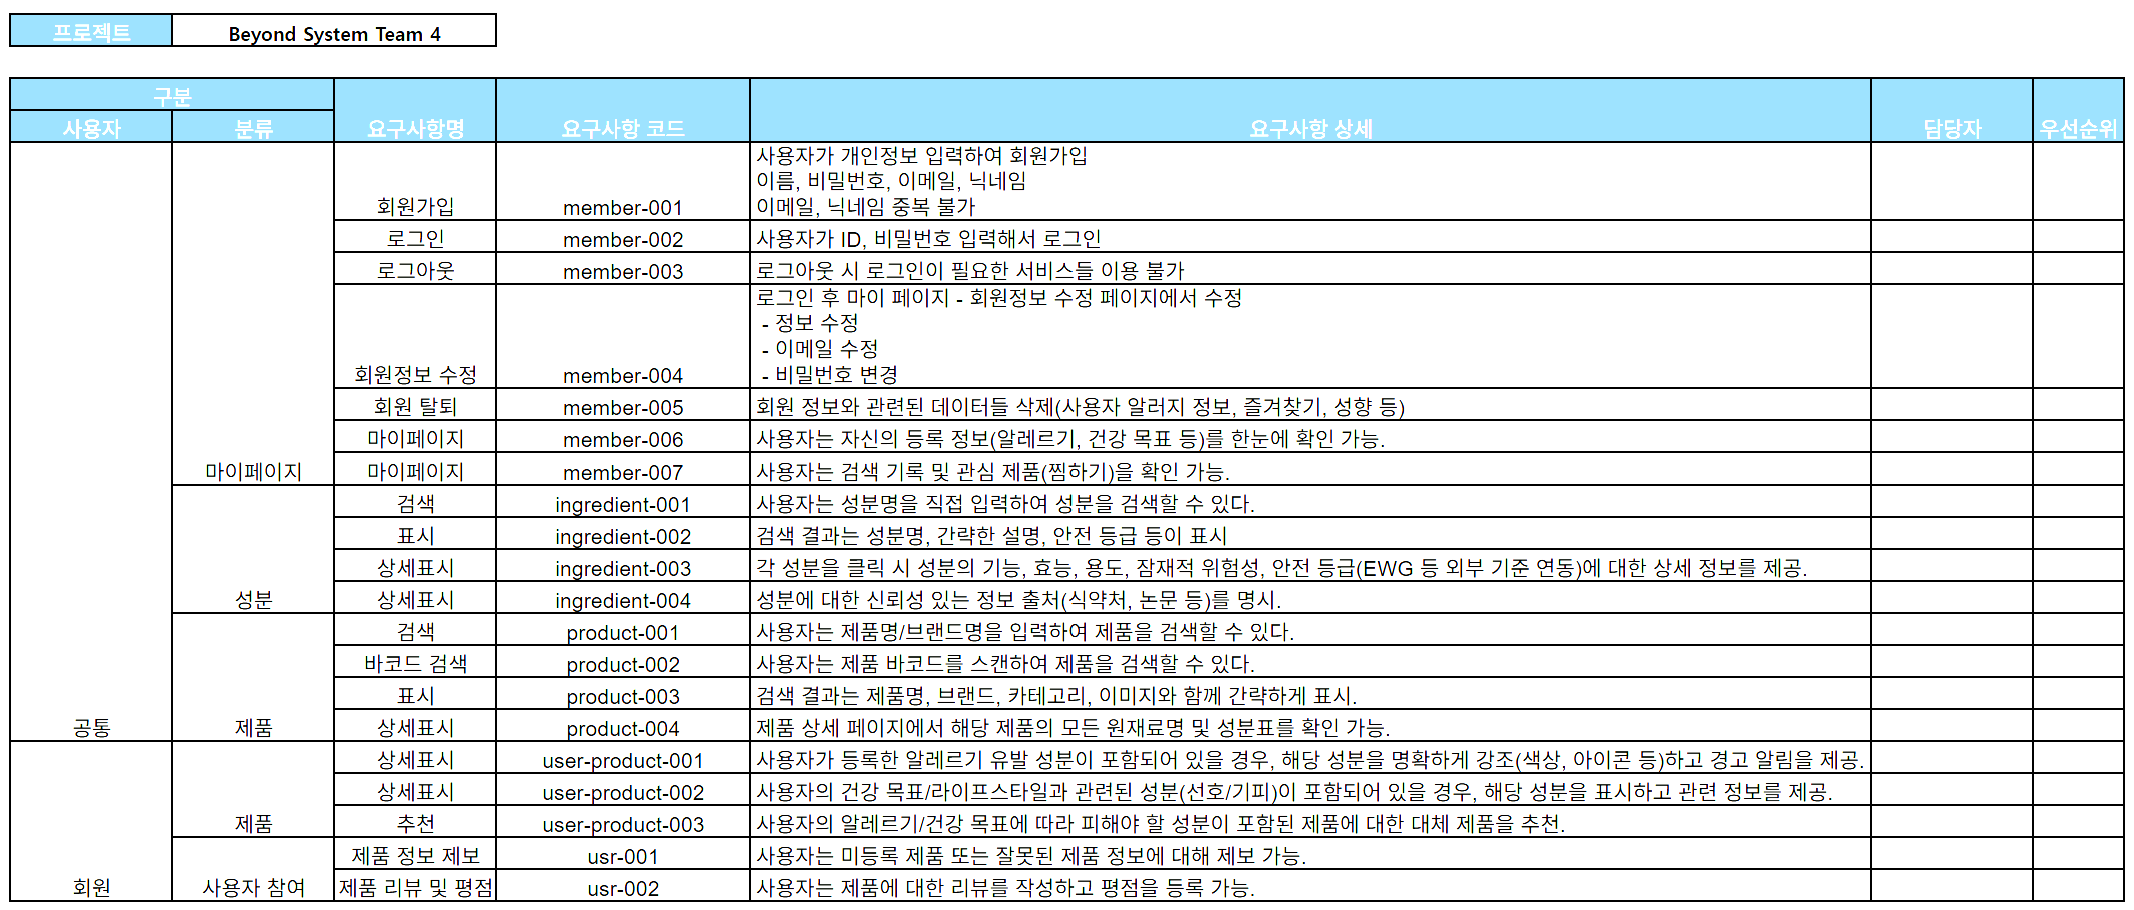 프로젝트 Beyond System Team 4
구분
사용자 분류 요구사항명 요구사항 코드 요구사항 상세 담당자 우선순위
사용자가 개인정보 입력하여 회원가입
이름, 비밀번호, 이메일, 닉네임
회원가입 member-001 이메일, 닉네임 중복 불가
로그인 member-002 사용자가 ID, 비밀번호 입력해서 로그인
로그아웃 member-003 로그아웃 시 로그인이 필요한 서비스들 이용 불가
로그인 후 마이 페이지 - 회원정보 수정 페이지에서 수정
- 정보 수정
- 이메일 수정
회원정보 수정 member-004 - 비밀번호 변경
회원 탈퇴 member-005 회원 정보와 관련된 데이터들 삭제(사용자 알러지 정보, 즐겨찾기, 성향 등)
마이페이지 member-006 사용자는 자신의 등록 정보(알레르기, 건강 목표 등)를 한눈에 확인 가능.
마이페이지 마이페이지 member-007 사용자는 검색 기록 및 관심 제품(찜하기)을 확인 가능.
검색 ingredient-001 사용자는 성분명을 직접 입력하여 성분을 검색할 수 있다.
표시 ingredient-002 검색 결과는 성분명, 간략한 설명, 안전 등급 등이 표시
상세표시 ingredient-003 각 성분을 클릭 시 성분의 기능, 효능, 용도, 잠재적 위험성, 안전 등급(EWG 등 외부 기준 연동)에 대한 상세 정보를 제공.
성분 상세표시 ingredient-004 성분에 대한 신뢰성 있는 정보 출처(식약처, 논문 등)를 명시.
검색 product-001 사용자는 제품명/브랜드명을 입력하여 제품을 검색할 수 있다.
바코드 검색 product-002 사용자는 제품 바코드를 스캔하여 제품을 검색할 수 있다.
표시 product-003 검색 결과는 제품명, 브랜드, 카테고리, 이미지와 함께 간략하게 표시.
공통 제품 상세표시 product-004 제품 상세 페이지에서 해당 제품의 모든 원재료명 및 성분표를 확인 가능.
상세표시 user-product-001 사용자가 등록한 알레르기 유발 성분이 포함되어 있을 경우, 해당 성분을 명확하게 강조(색상, 아이콘 등)하고 경고 알림을 제공.
상세표시 user-product-002 사용자의 건강 목표/라이프스타일과 관련된 성분(선호/기피)이 포함되어 있을 경우, 해당 성분을 표시하고 관련 정보를 제공.
제품 추천 user-product-003 사용자의 알레르기/건강 목표에 따라 피해야 할 성분이 포함된 제품에 대한 대체 제품을 추천.
제품 정보 제보 usr-001 사용자는 미등록 제품 또는 잘못된 제품 정보에 대해 제보 가능.
회원 사용자 참여 제품 리뷰 및 평점 usr-002 사용자는 제품에 대한 리뷰를 작성하고 평점을 등록 가능.